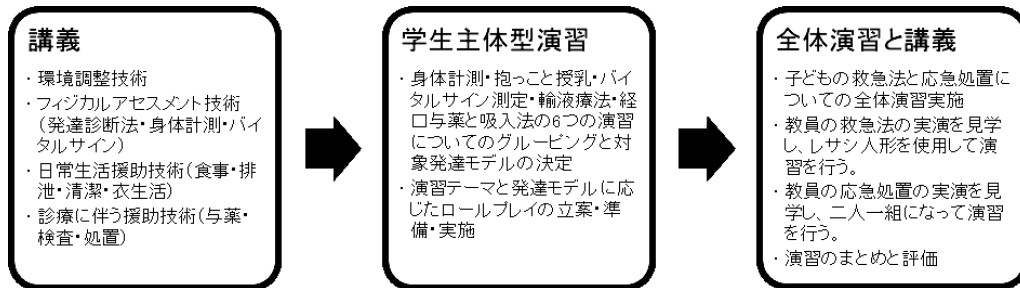 講義
・環境調整技術
・フィジカルアセスメント技術
(発達診断法・身体計測・バイ
タルサイン)
・日常生活援助技術(食事・排
泄・清潔・衣生活)
・診療に伴う援助技術(与薬・
検査・処置)
学生主体型演習
・身体計測・抱っこと授乳・バイ
タルサイン測定・輸液療法・経
口与薬と吸入法の6つの演習
についてのグルーピングと対
象発達モデルの決定
・演習テーマと発達モデルに応
じたロールプレイの立案・準
備・実施
全体演習と講義
・子どもの救急法と応急処置に
ついての全体演習実施
・教員の救急法の実演を見学
し、レサシ人形を使用して演
習を行う。
・教員の応急処置の実演を見
学し、二人一組になって演習
を行う。
・演習のまとめと評価